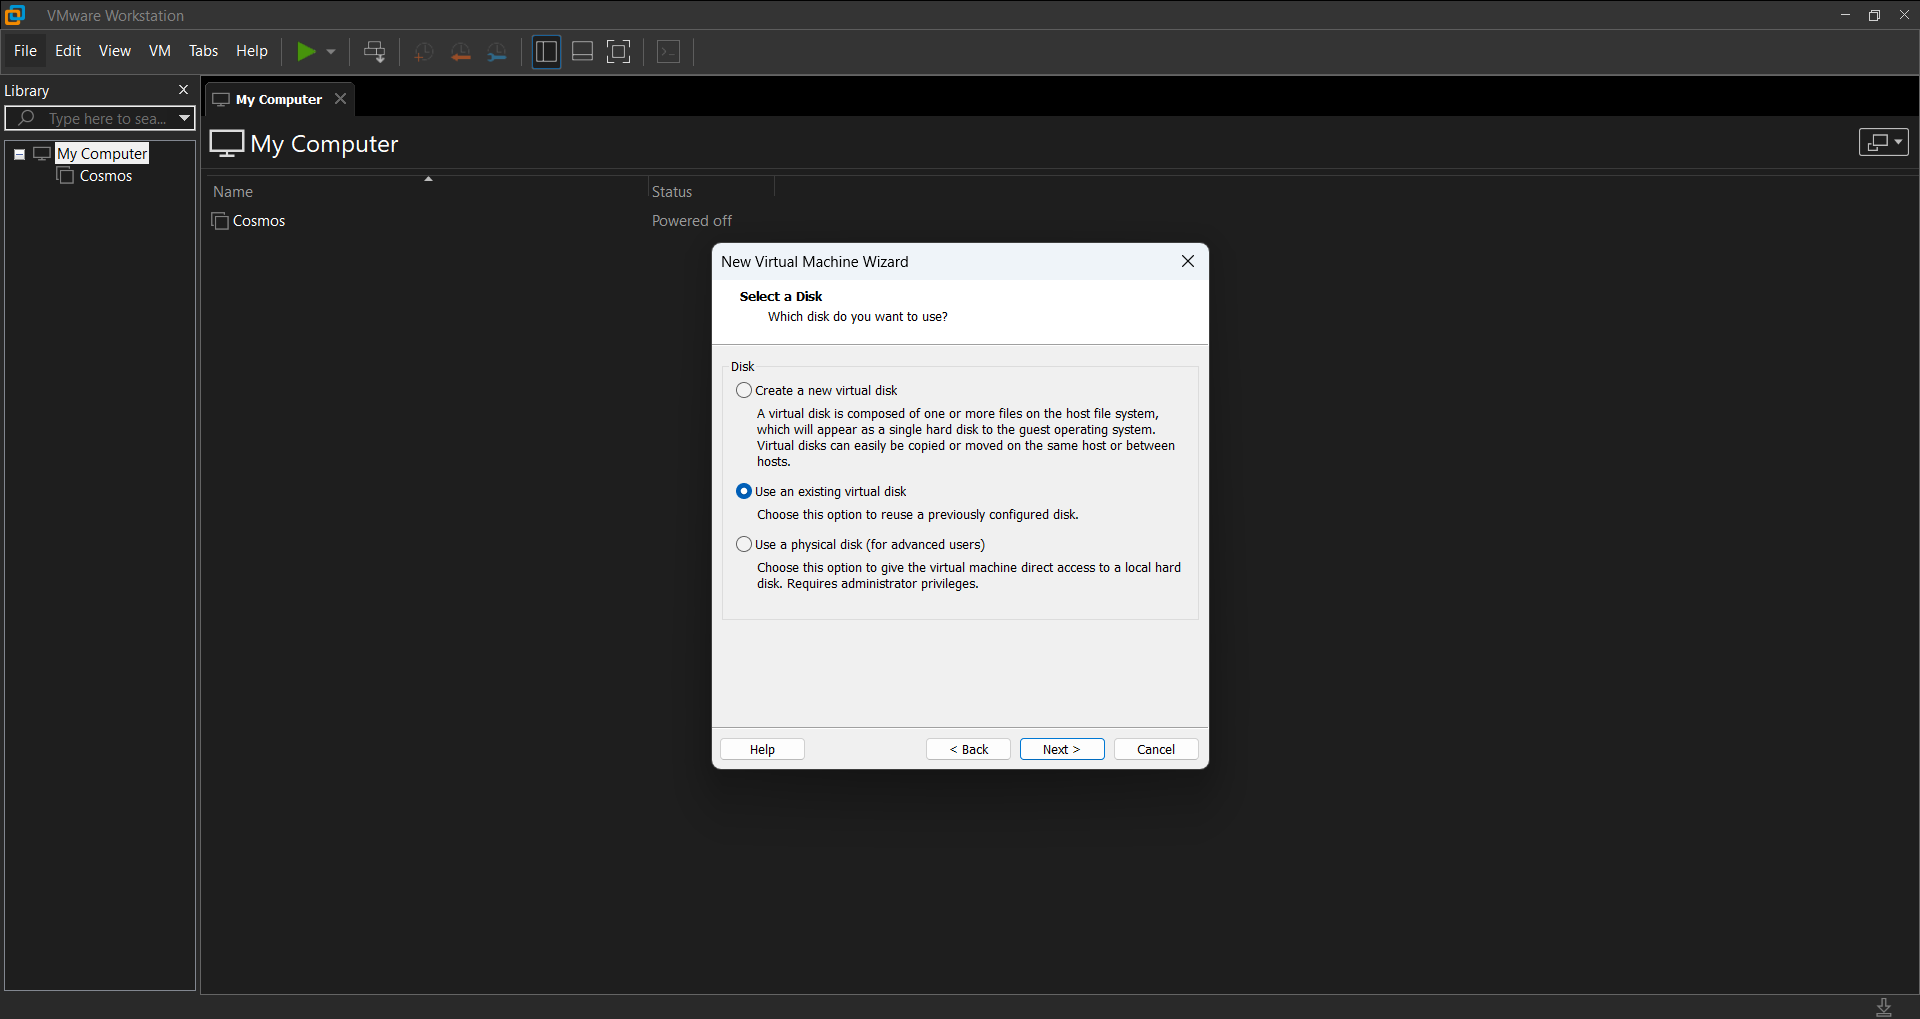 VMware Workstation
File Edit View VM Tabs Help
Library
Type here to sea...
My Computer
Cosmos
My Computer
My Computer
Name Status
Cosmos Powered off
New Virtual Machine Wizard
Select a Disk
Which disk do you want to use?
Disk
Create a new virtual disk
A virtual disk is composed of one or more files on the host file system,
which will appear as a single hard disk to the guest operating system.
Virtual disks can easily be copied or moved on the same host or between
hosts.
Use an existing virtual disk
Choose this option to reuse a previously configured disk.
Use a physical disk (for advanced users)
Choose this option to give the virtual machine direct access to a local hard
disk. Requires administrator privileges.
Help < Back Next > Cancel